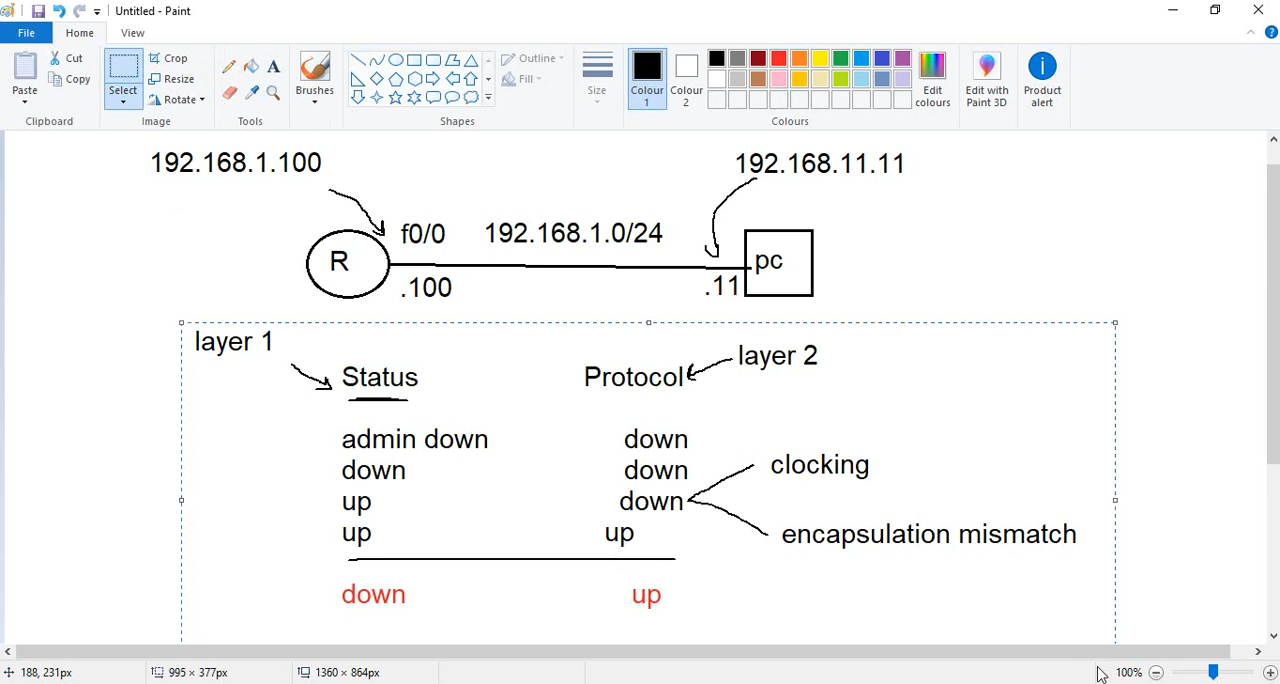 Untitled - Paint
File Home View
Paste Cut Copy
Select Crop Resize Rotate
A
Brushes
Outline
Fill
Size
Colour 1 Colour 2
Edit colours
Edit with Paint 3D
Product alert
Clipboard Image Tools Shapes Colours
192.168.1.100 192.168.11.11
f0/0 192.168.1.0/24
R pc
.100 .11
layer 1 layer 2
Status Protocol
admin down down
down down
clocking
up down
encapsulation mismatch
up up
down up
188, 231px 995 × 377px 1360 × 864px 100%